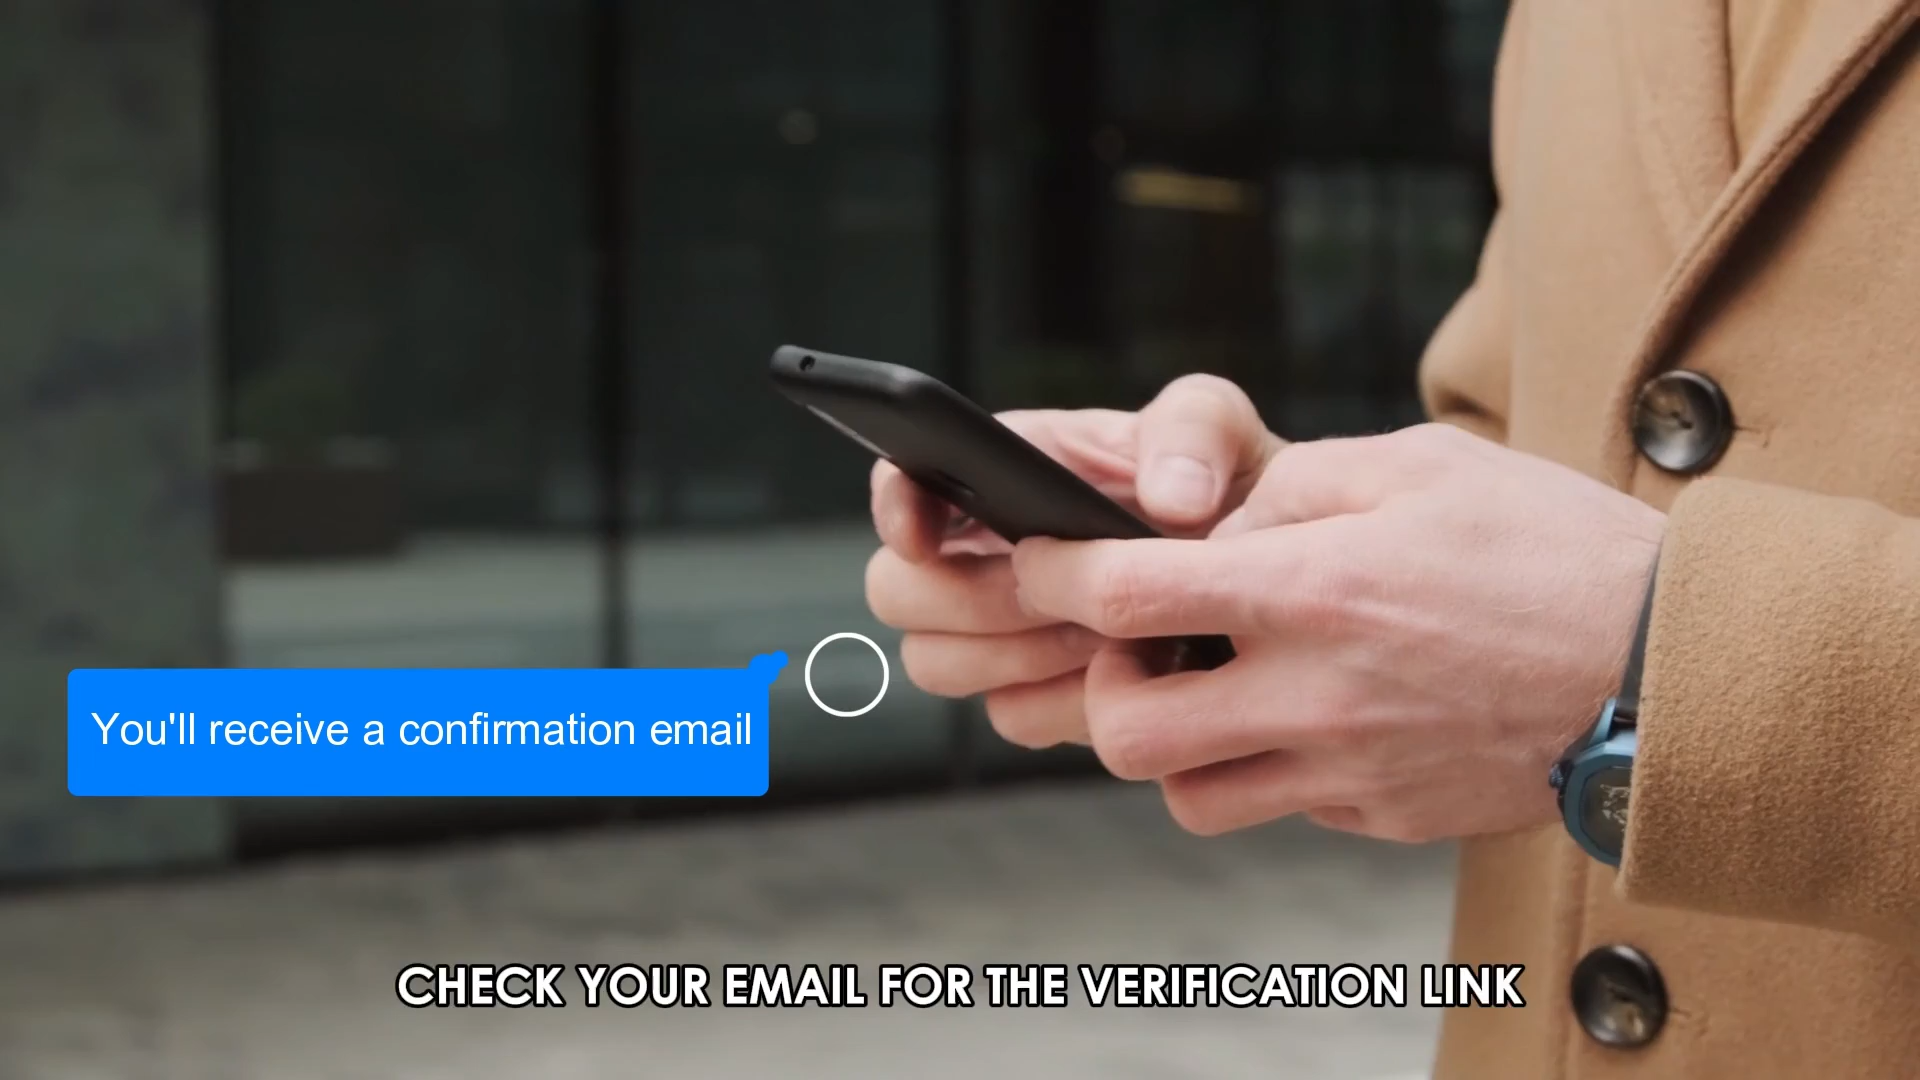 You'll receive a confirmation email
CHECK YOUR EMAIL FOR THE VERIFICATION LINK